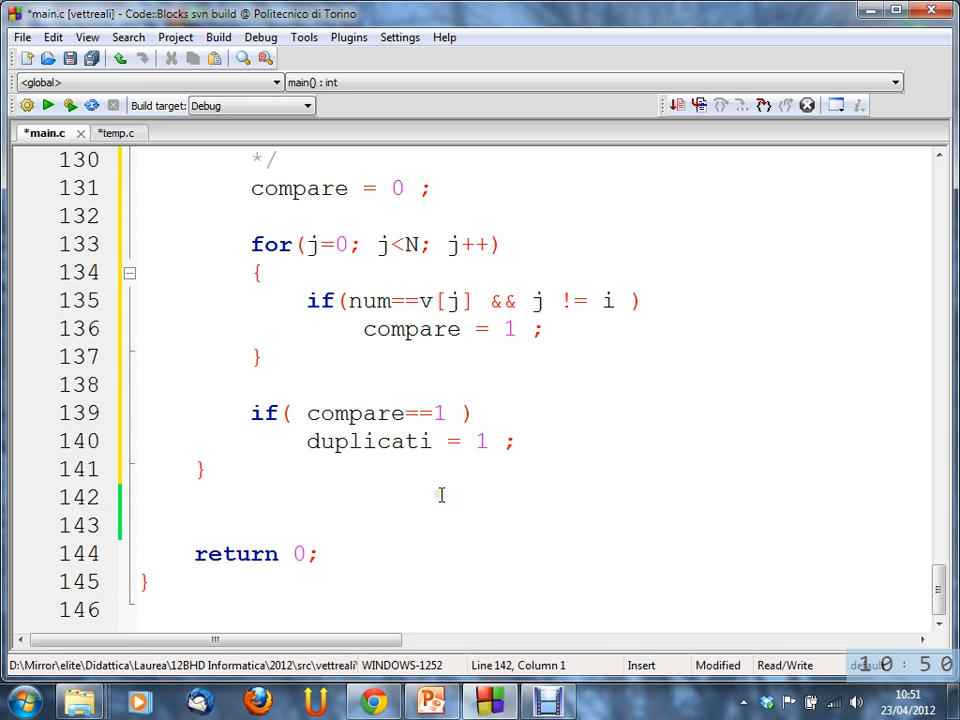 *main.c [vettreali] - Code::Blocks svn build @ Politecnico di Torino
File Edit View Search Project Build Debug Tools Plugins Settings Help
<global> main() : int
Build target: Debug
*main.c *temp.c
130 */
131 compare = 0 ;
132
133 for(j=0; j<N; j++)
134 {
135 if(num==v[j] && j != i )
136 compare = 1 ;
137 }
138
139 if( compare==1 )
140 duplicati = 1 ;
141 }
142
143
144 return 0;
145 }
146
D:\Mirror\elite\Didattica\Laurea\12BHD Informatica\2012\src\vettreali\ WINDOWS-1252 Line 142, Column 1 Insert Modified Read/Write
10:50
10:51
23/04/2012